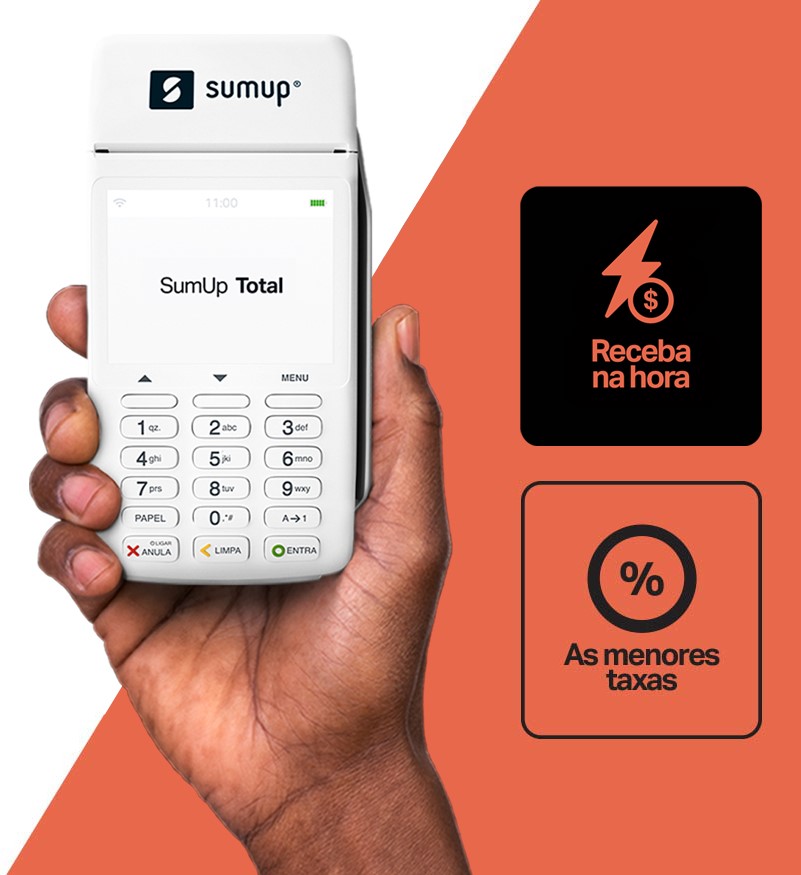 sumup®
11:00
SumUp Total
MENU
1 qz. 2 abc 3 def
4 ghi 5 jkl 6 mno
7 prs 8 tuv 9 wxy
PAPEL 0 .*# A→1
LIGAR
ANULA LIMPA ENTRA
$
Receba
na hora
%
As menores
taxas